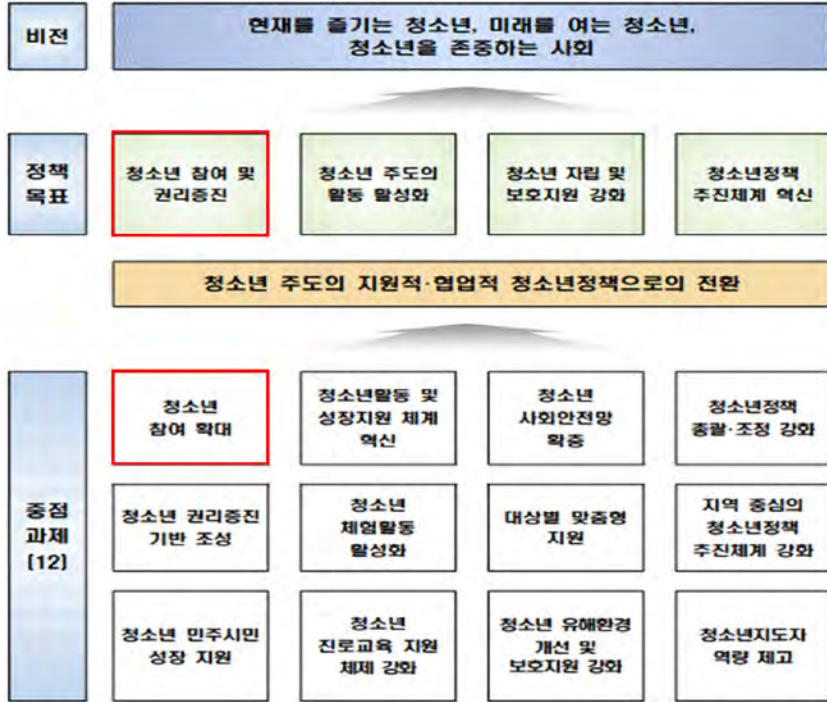 비전
현재를 즐기는 청소년, 미래를 여는 청소년,
청소년을 존중하는 사회
정책
목표
청소년 참여 및
권리증진
청소년 주도의
활동 활성화
청소년 자립 및
보호지원 강화
청소년정책
추진체계 혁신
청소년 주도의 지원적·협업적 청소년정책으로의 전환
중점
과제
(12)
청소년
참여 확대
청소년활동 및
성장지원 체계
혁신
청소년
사회안전망
확충
청소년정책
총괄·조정 강화
청소년 권리증진
기반 조성
청소년
체험활동
활성화
대상별 맞춤형
지원
지역 중심의
청소년정책
추진체계 강화
청소년 민주시민
성장 지원
청소년
진로교육 지원
체제 강화
청소년 유해환경
개선 및
보호지원 강화
청소년지도자
역량 제고